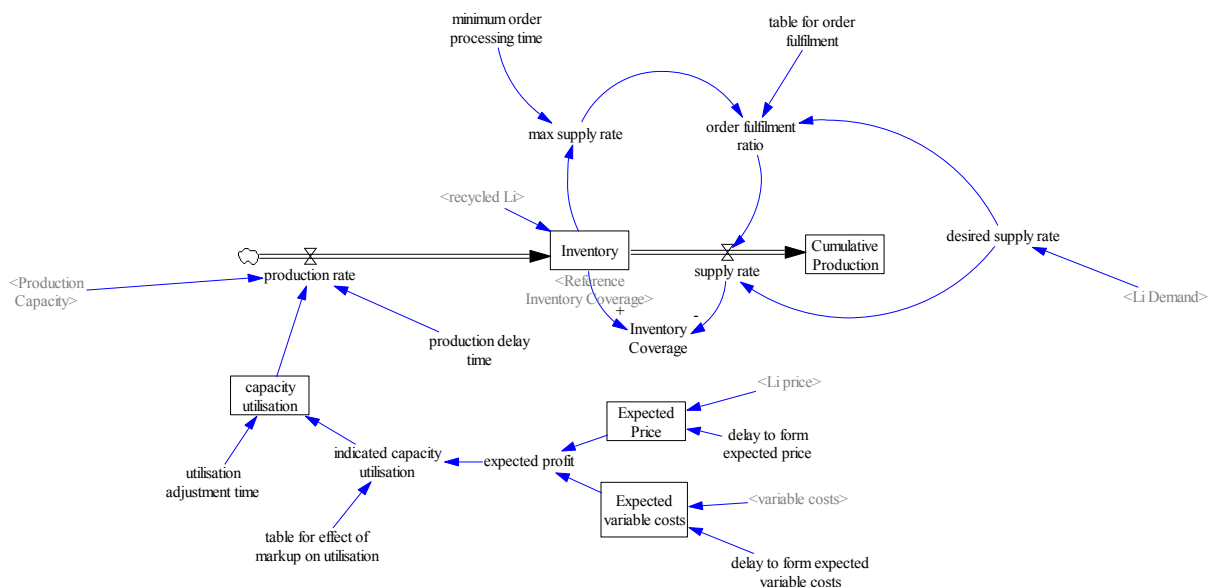 minimum order
processing time
table for order
fulfilment
max supply rate
order fulfilment
ratio
<recycled Li>
Inventory
Cumulative
Production
desired supply rate
<Production
Capacity>
production rate
<Reference
Inventory Coverage>
supply rate
<Li Demand>
+
-
Inventory
Coverage
production delay
time
capacity
utilisation
<Li price>
Expected
Price
delay to form
expected price
utilisation
adjustment time
indicated capacity
utilisation
expected profit
Expected
variable costs
<variable costs>
table for effect of
markup on utilisation
delay to form expected
variable costs